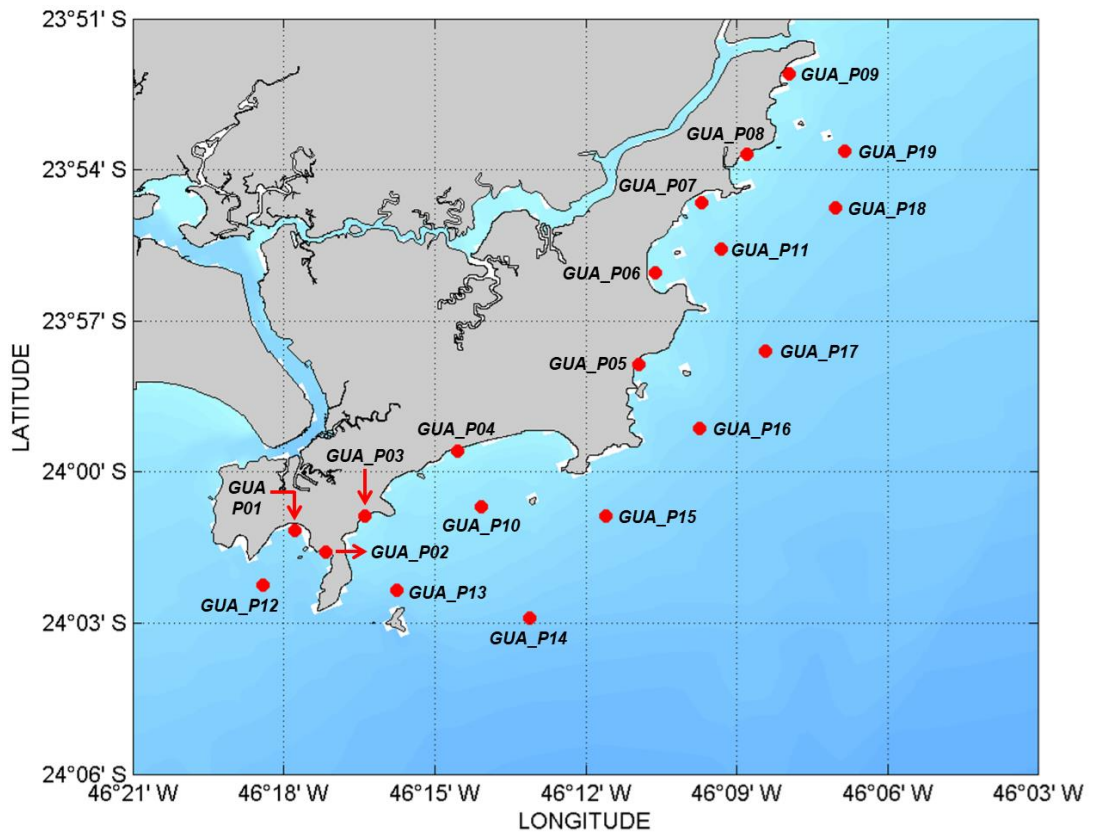 23°51' S
GUA_P09
GUA_P08
GUA_P19
23°54' S
GUA_P07
GUA_P18
GUA_P11
GUA_P06
23°57' S
GUA_P17
GUA_P05
LATITUDE
GUA_P04
GUA_P16
GUA_P03
24°00' S
GUA
P01
GUA_P10
GUA_P15
GUA_P02
GUA_P12
GUA_P13
24°03' S
GUA_P14
24°06' S
46°21' W 46°18' W 46°15' W 46°12' W 46°09' W 46°06' W 46°03' W
LONGITUDE